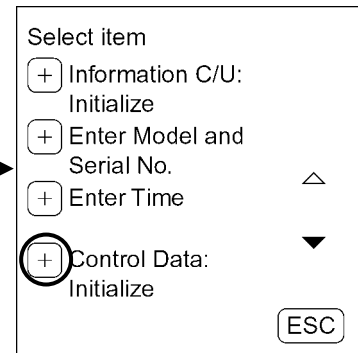 Select item
+ Information C/U:
Initialize
+ Enter Model and
Serial No.
+ Enter Time
+ Control Data:
Initialize
ESC